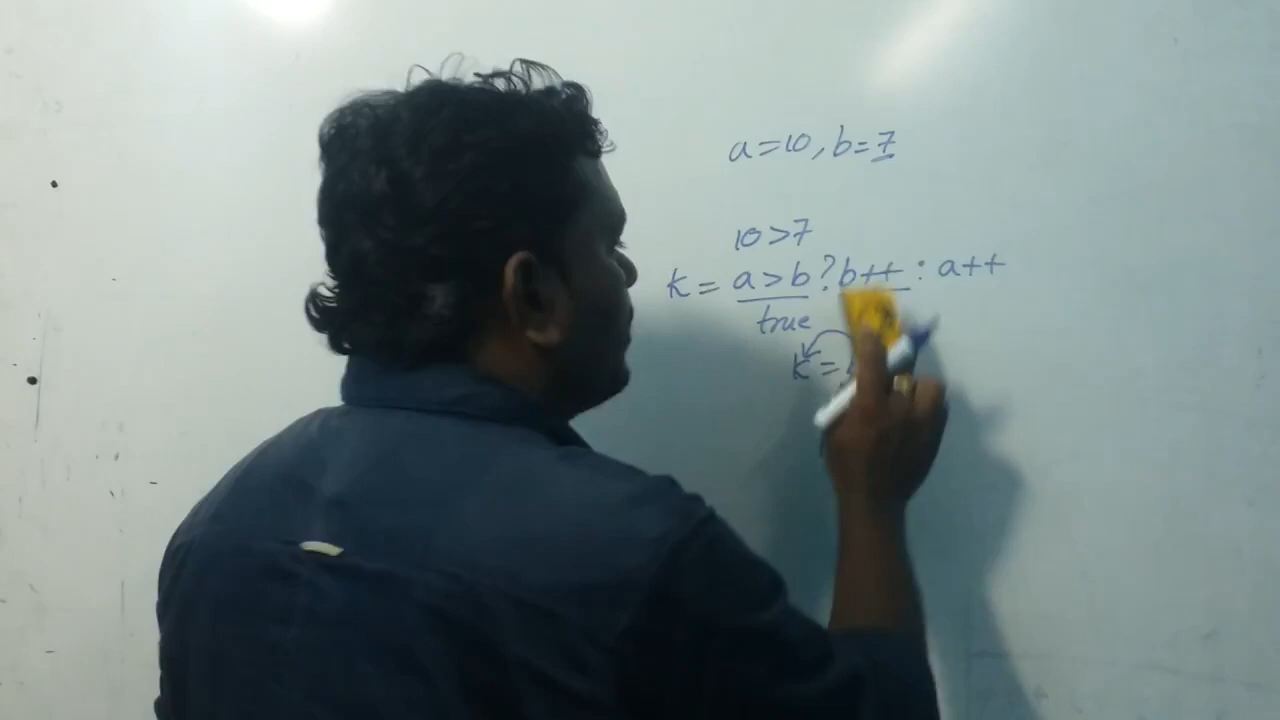 a=10, b=7
10>7
k= a>b ? b++ : a++
true
k=